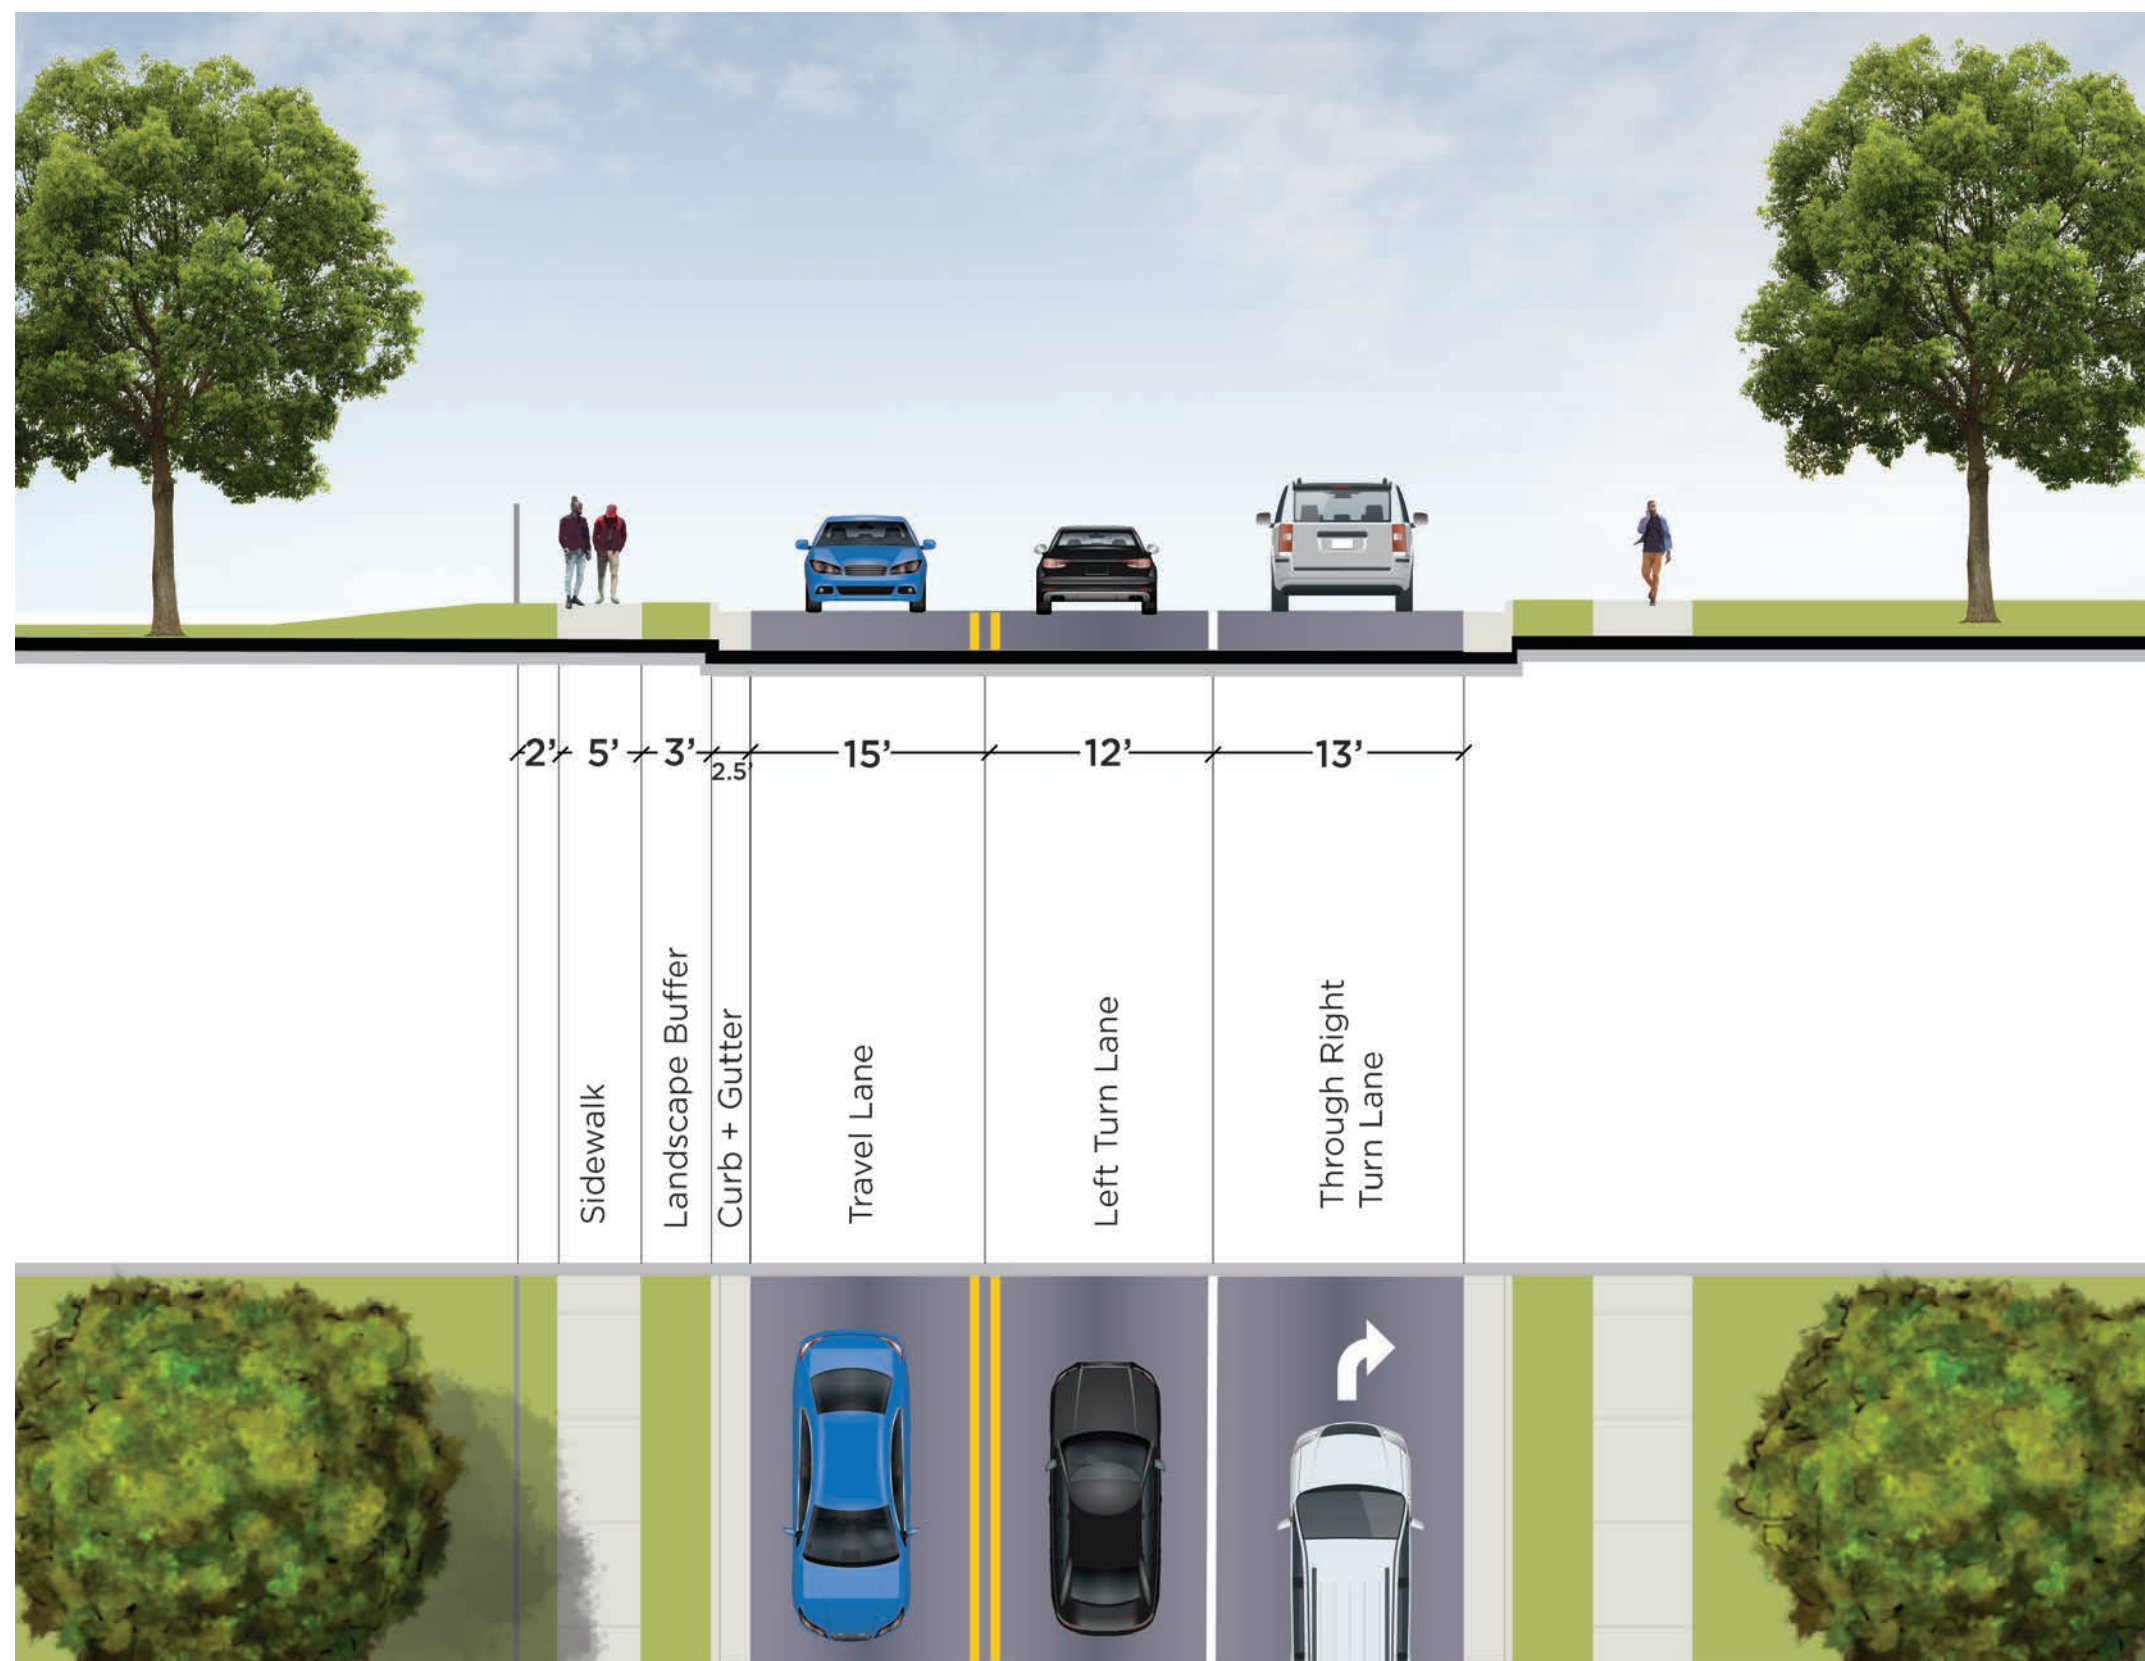 2' 5' 3' 2.5' 15' 12' 13'
Sidewalk
Landscape Buffer
Curb + Gutter
Travel Lane
Left Turn Lane
Through Right
Turn Lane